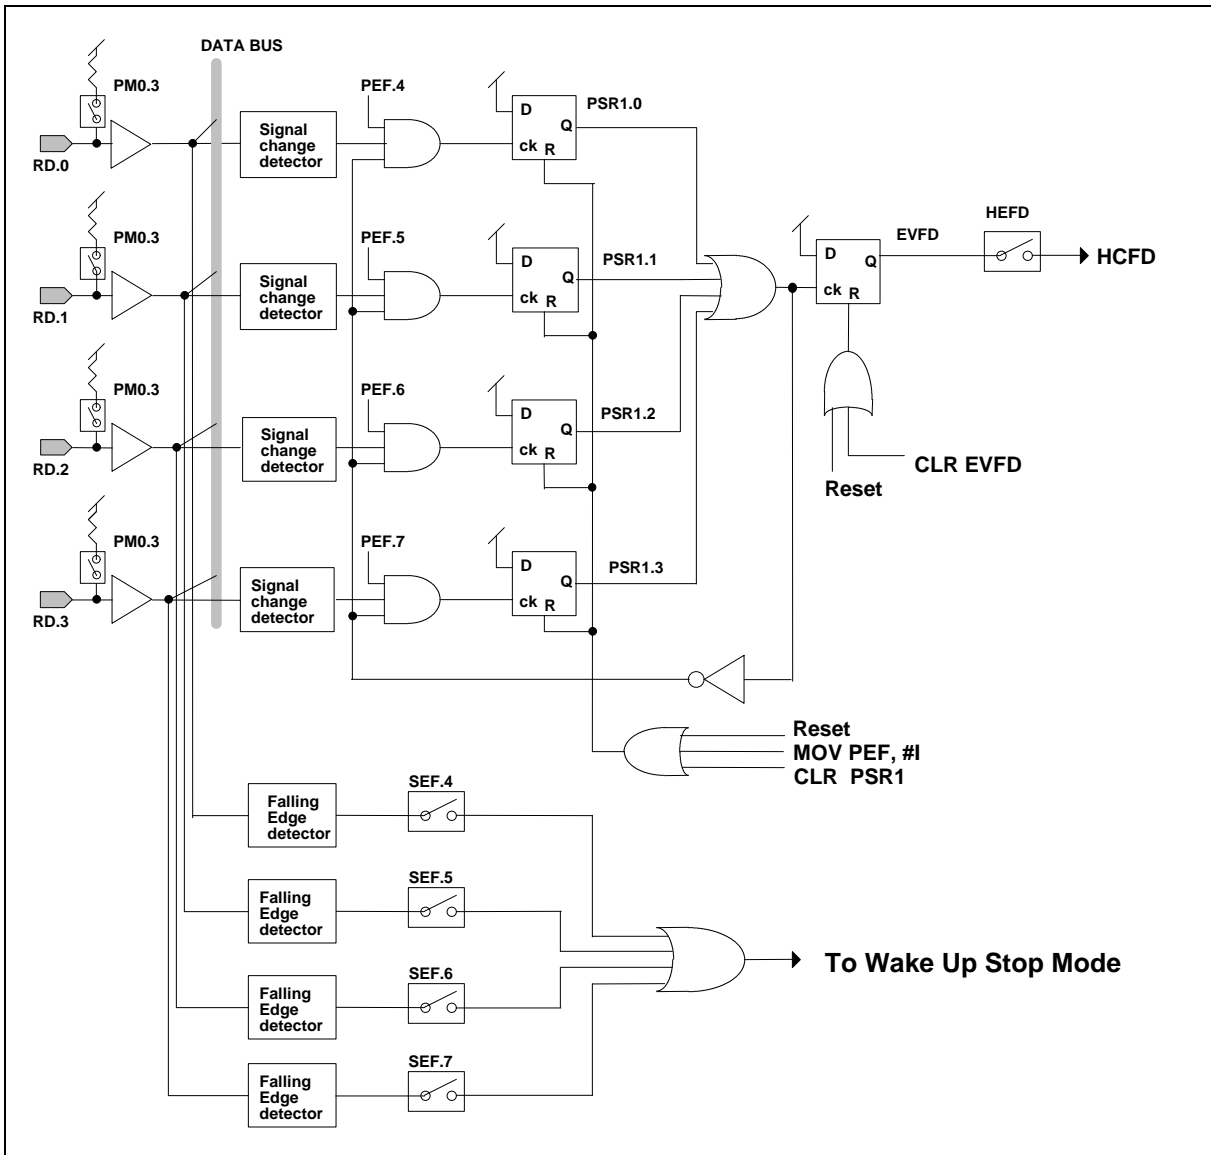 DATA BUS
PM0.3
RD.0
Signal
change
detector
PEF.4
D
Q
ck
R
PSR1.0
PM0.3
RD.1
Signal
change
detector
PEF.5
D
Q
ck
R
PSR1.1
PM0.3
RD.2
Signal
change
detector
PEF.6
D
Q
ck
R
PSR1.2
PM0.3
RD.3
Signal
change
detector
PEF.7
D
Q
ck
R
PSR1.3
D
Q
ck
R
EVFD
HEFD
HCFD
CLR EVFD
Reset
Reset
MOV PEF, #I
CLR PSR1
Falling
Edge
detector
SEF.4
Falling
Edge
detector
SEF.5
Falling
Edge
detector
SEF.6
Falling
Edge
detector
SEF.7
To Wake Up Stop Mode